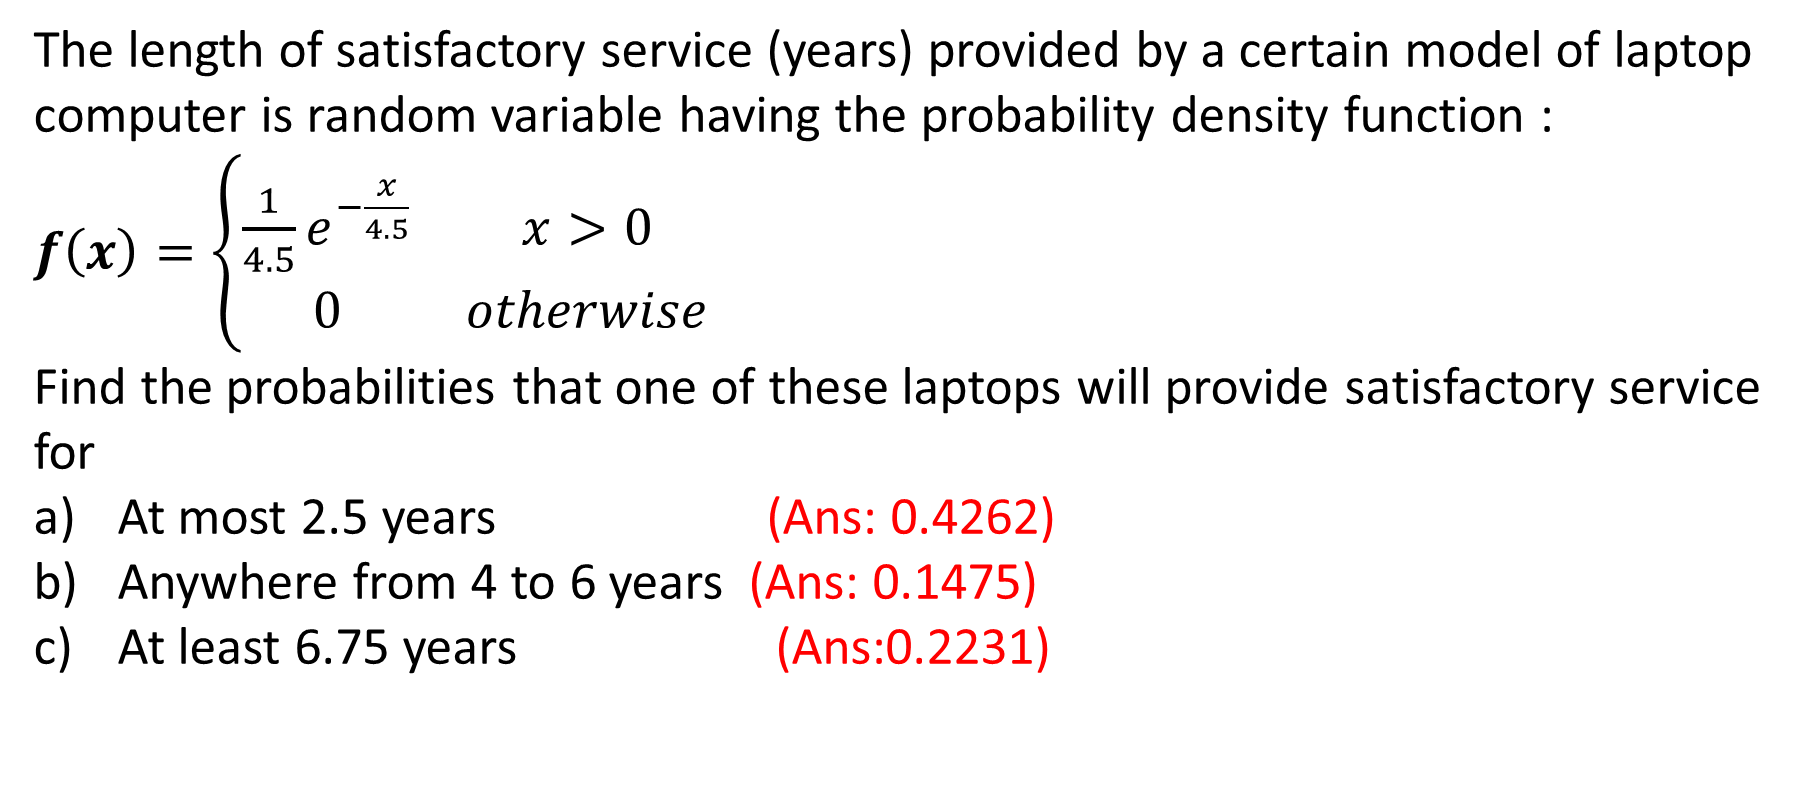 The length of satisfactory service (years) provided by a certain model of laptop
computer is random variable having the probability density function :
f(x) = { 1/4.5 e^(-x/4.5) x > 0
0 otherwise
Find the probabilities that one of these laptops will provide satisfactory service
for
a) At most 2.5 years (Ans: 0.4262)
b) Anywhere from 4 to 6 years (Ans: 0.1475)
c) At least 6.75 years (Ans:0.2231)